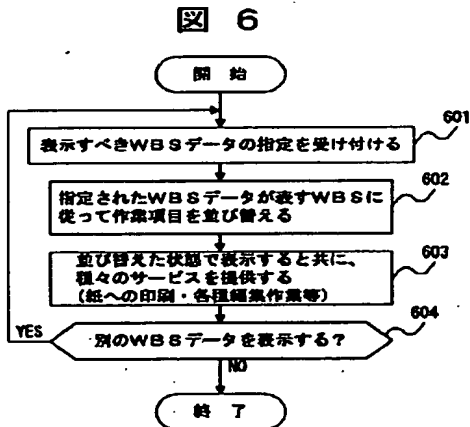 図 6
開 始
601
表示すべきWBSデータの指定を受け付ける
602
指定されたWBSデータが表すWBSに
従って作業項目を並び替える
603
並び替えた状態で表示すると共に、
種々のサービスを提供する
(紙への印刷・各種編集作業等)
604
別のWBSデータを表示する?
YES
NO
終 了